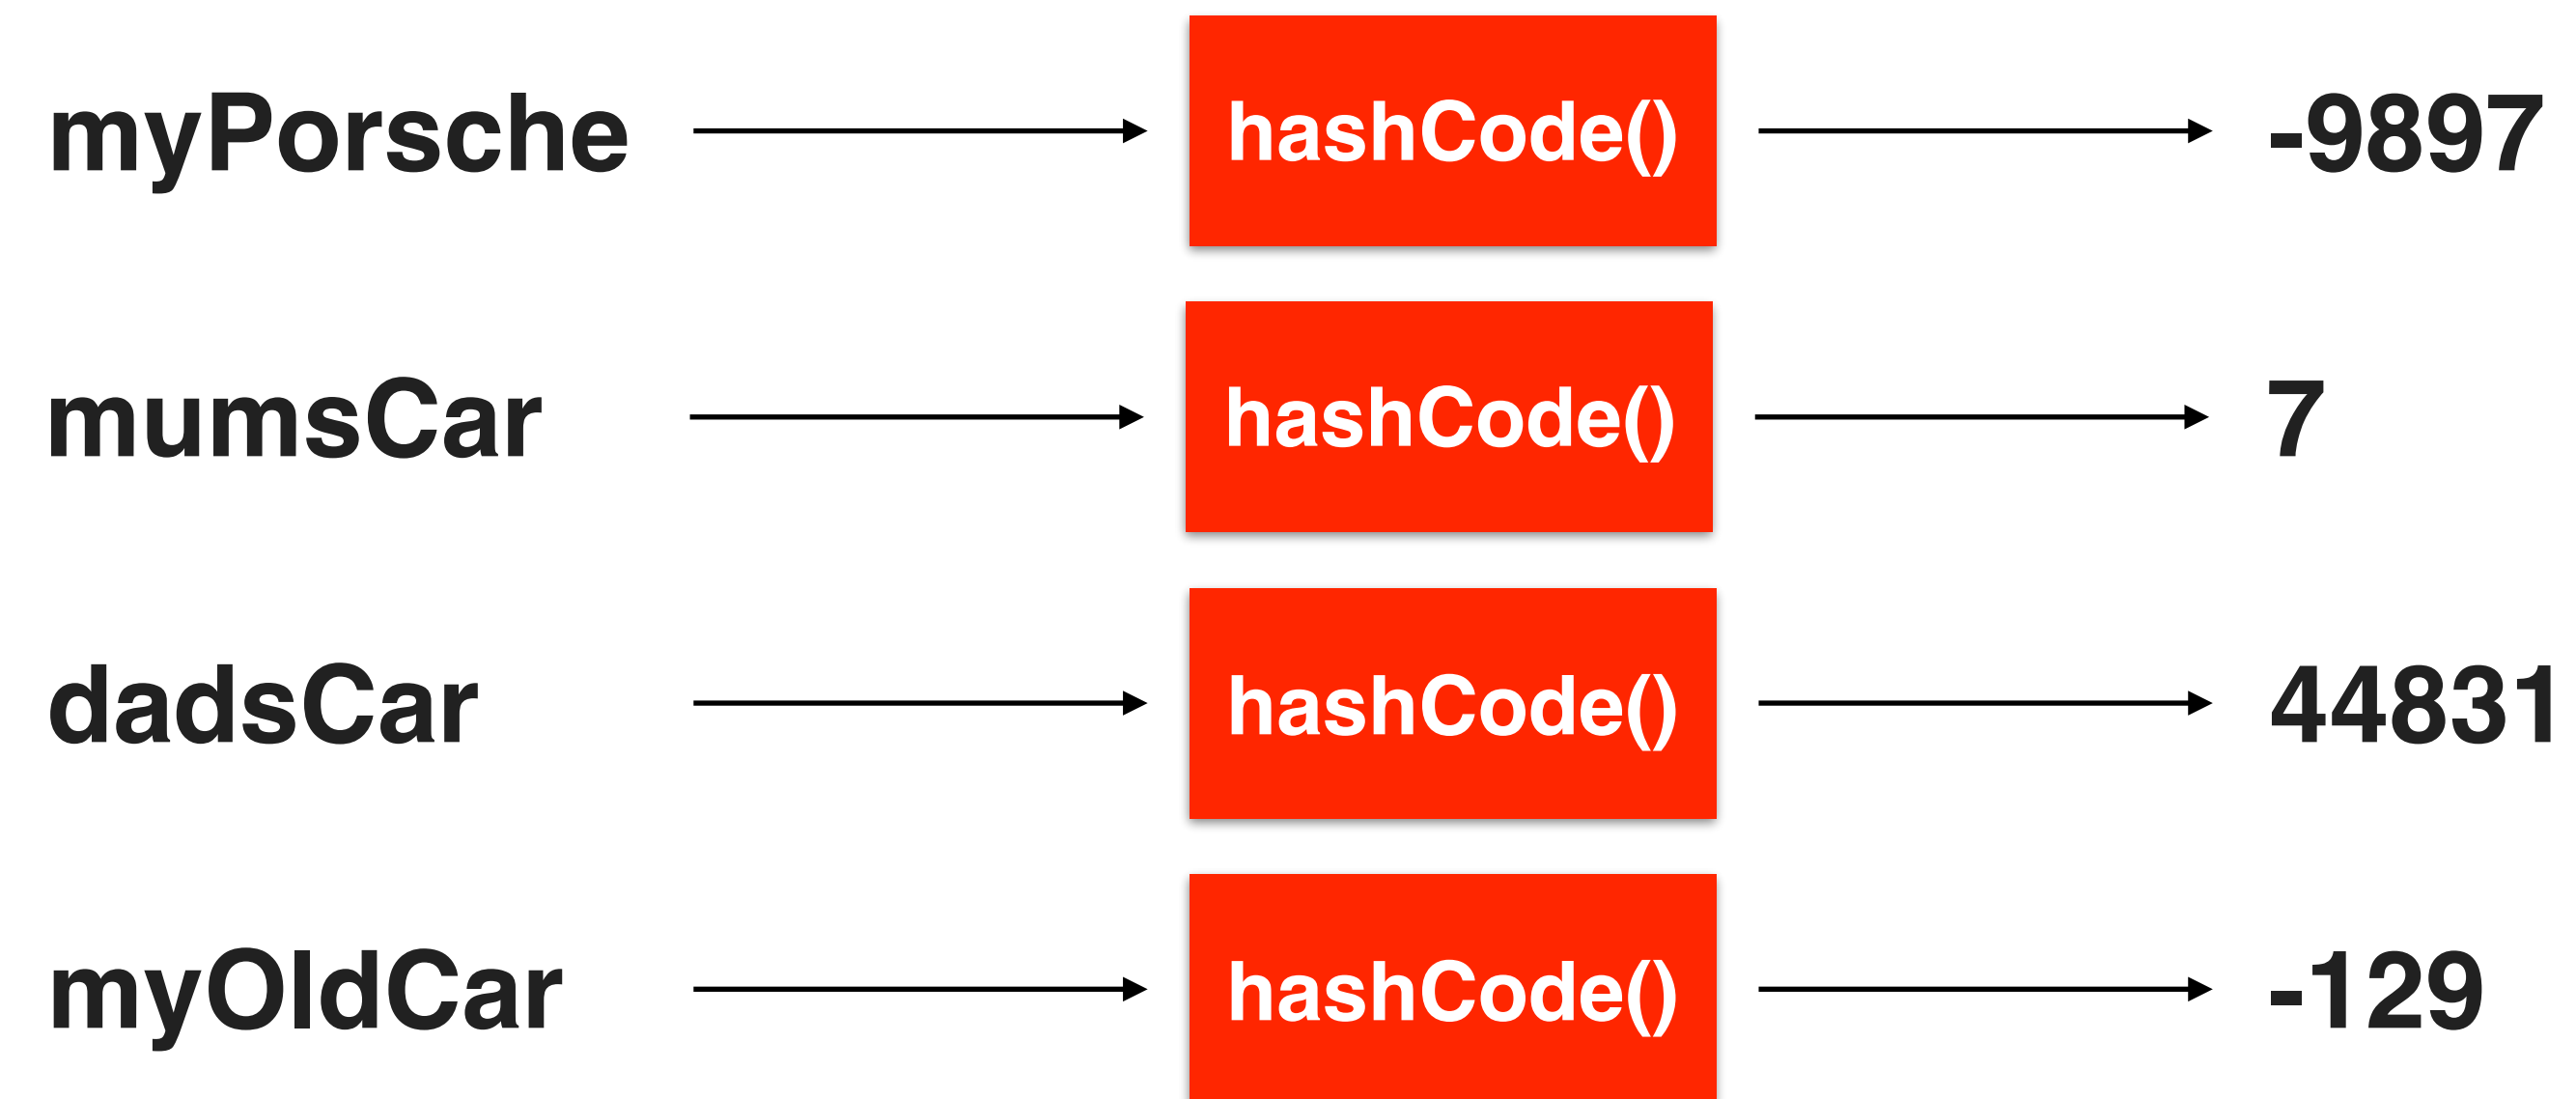 myPorsche hashCode() -9897
mumsCar hashCode() 7
dadsCar hashCode() 44831
myOldCar hashCode() -129